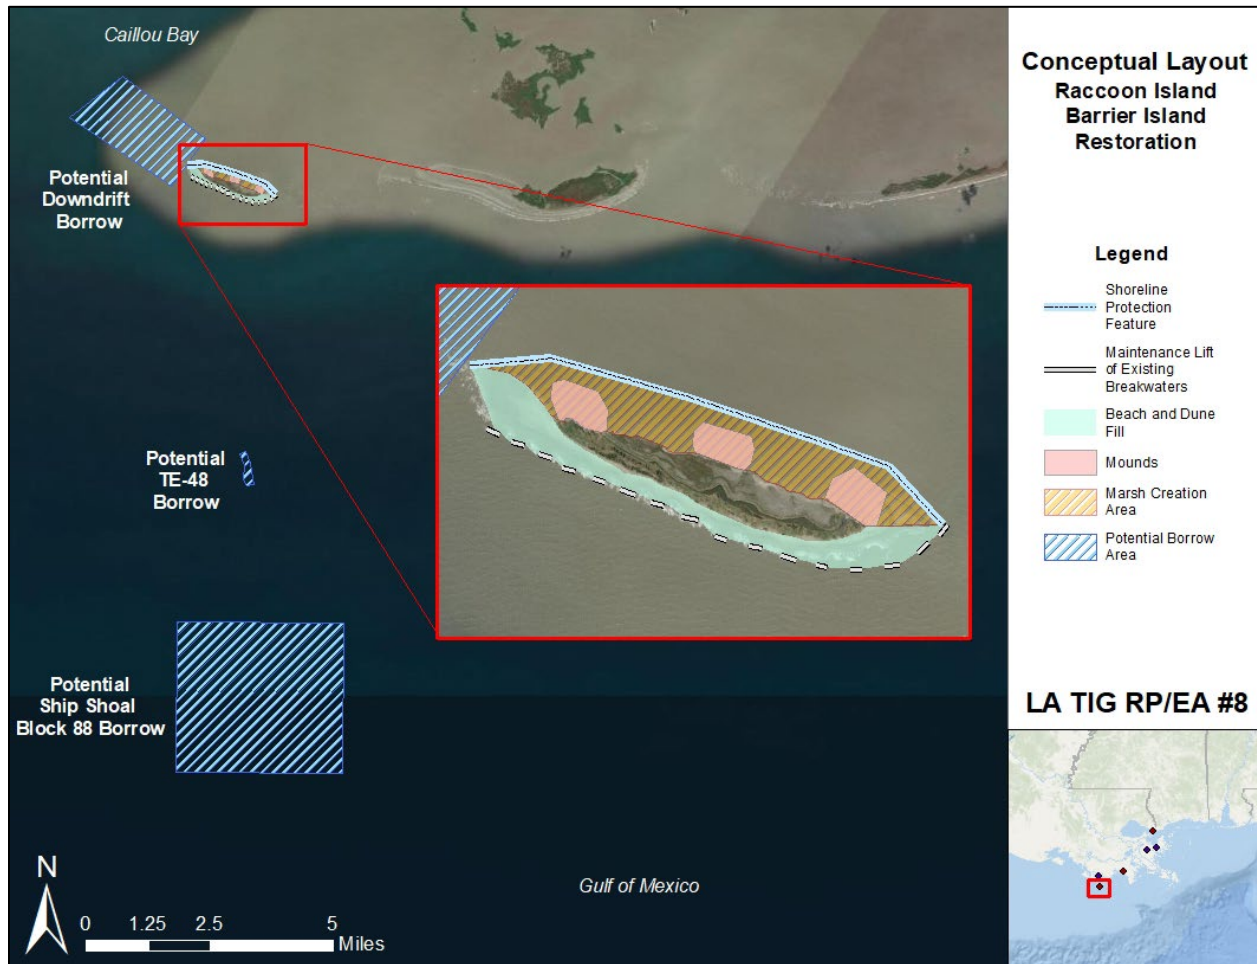 Caillou Bay
Potential
Downdrift
Borrow
Potential
TE-48
Borrow
Potential
Ship Shoal
Block 88 Borrow
N
0 1.25 2.5 5
Miles
Gulf of Mexico
Conceptual Layout
Raccoon Island
Barrier Island
Restoration
Legend
Shoreline
Protection
Feature
Maintenance Lift
of Existing
Breakwaters
Beach and Dune
Fill
Mounds
Marsh Creation
Area
Potential Borrow
Area
LA TIG RP/EA #8